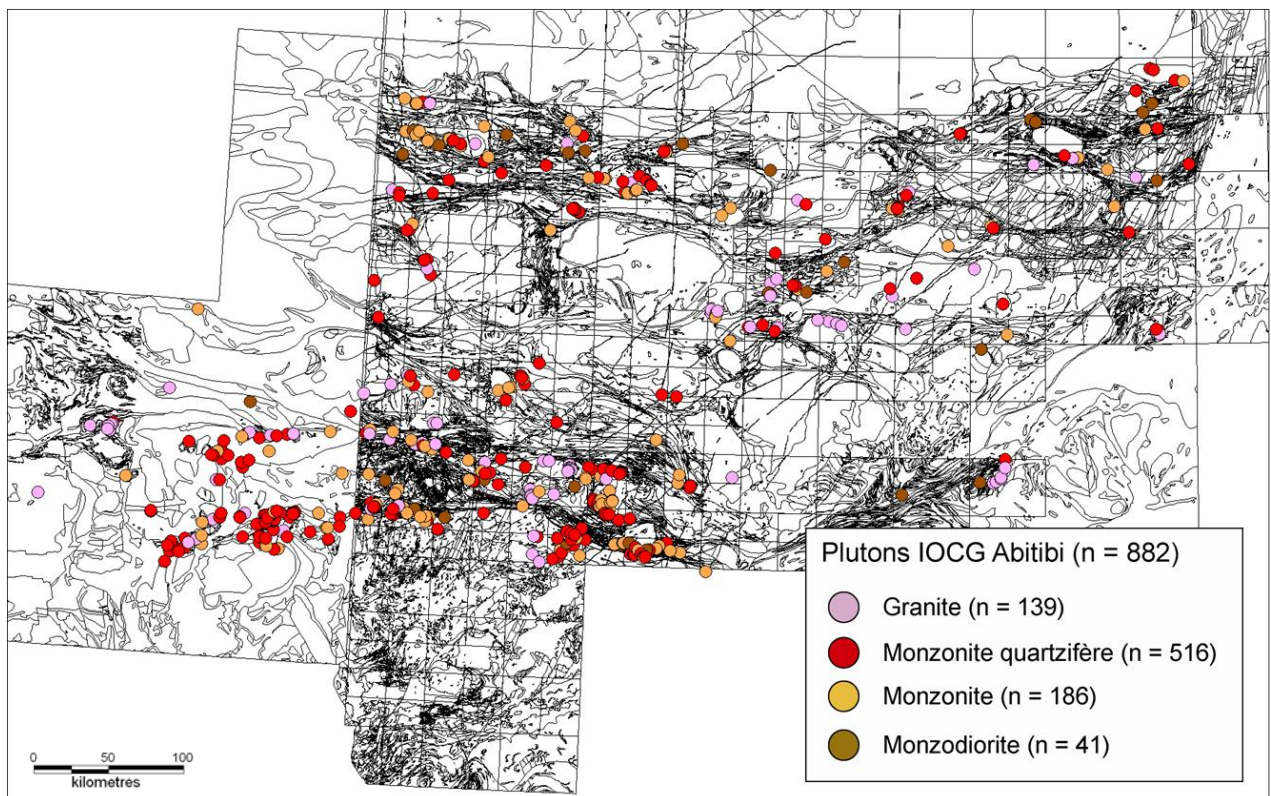 Plutons IOCG Abitibi (n = 882)
Granite (n = 139)
Monzonite quartzifère (n = 516)
Monzonite (n = 186)
Monzodiorite (n = 41)
0 50 100
kilometres